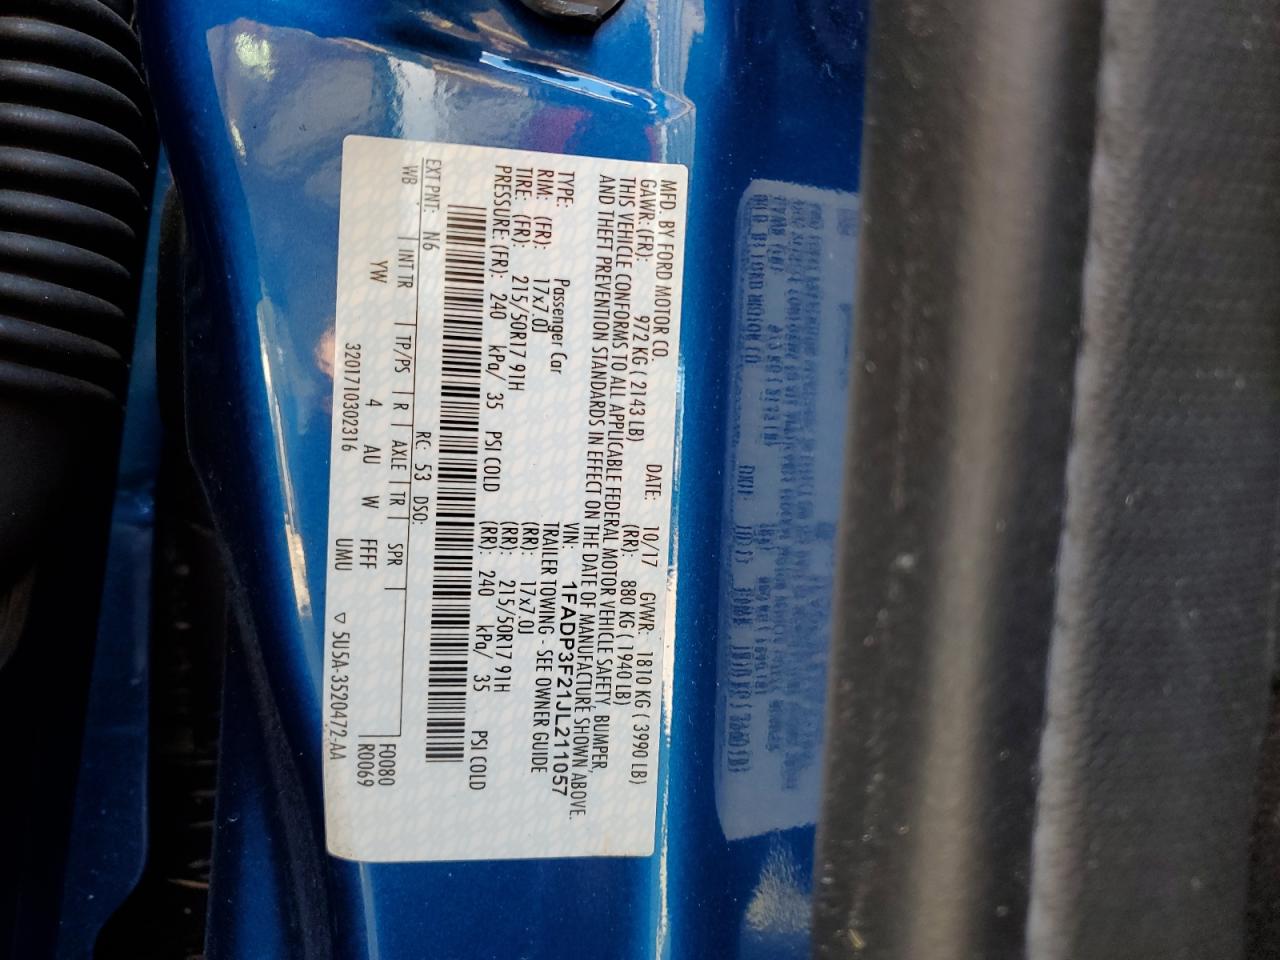 MFD. BY FORD MOTOR CO.
DATE: 10/17 GVWR: 1810 KG ( 3990 LB)
GAWR: (FR): 972 KG ( 2143 LB) (RR): 880 KG ( 1940 LB)
THIS VEHICLE CONFORMS TO ALL APPLICABLE FEDERAL MOTOR VEHICLE SAFETY, BUMPER,
AND THEFT PREVENTION STANDARDS IN EFFECT ON THE DATE OF MANUFACTURE SHOWN ABOVE.
VIN: 1FADP3F21JL211057
TYPE: Passenger Car TRAILER TOWING - SEE OWNER GUIDE
RIM: (FR): 17x7.0J (RR): 17x7.0J
TIRE: (FR): 215/50R17 91H (RR): 215/50R17 91H
PRESSURE: (FR): 240 kPa/ 35 PSI COLD (RR): 240 kPa/ 35 PSI COLD
EXT PNT: N6 RC: 53 DSO:
WB INT TR TP/PS R AXLE TR SPR F0080
YW 4 AU W FFF R0069
3201710302316 UMU ▽ 5U5A-3520472-AA